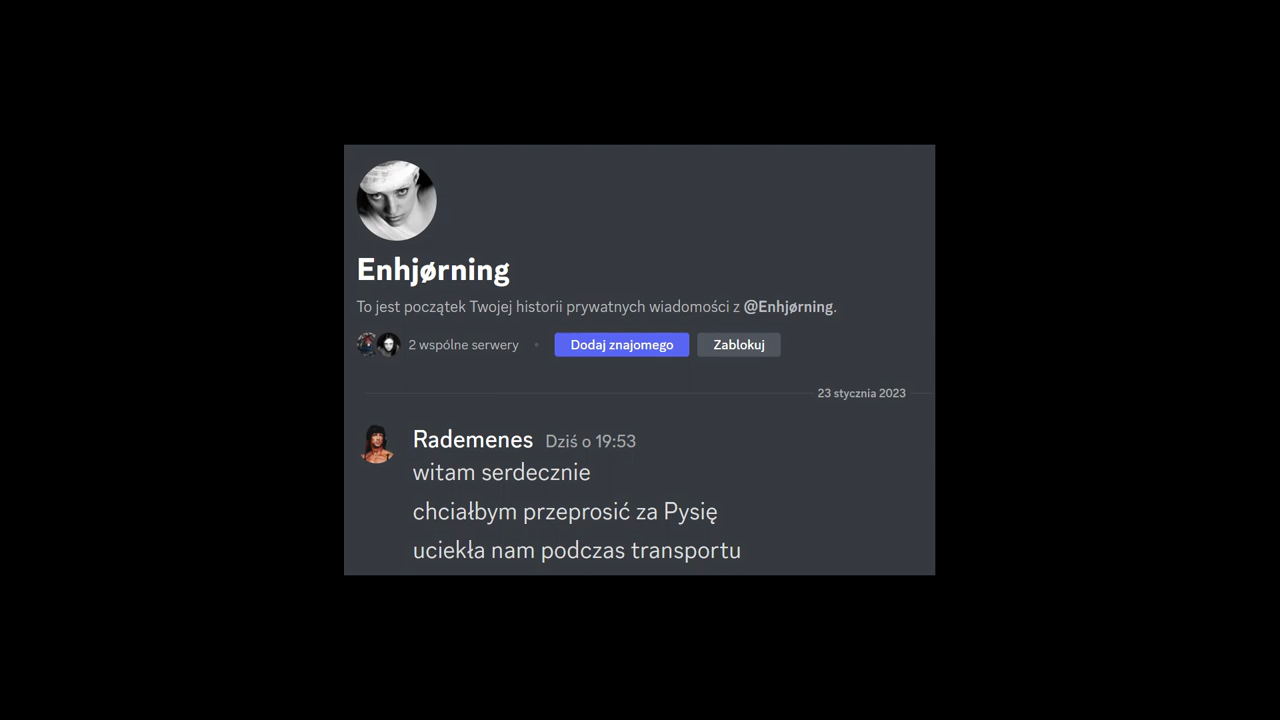 Enhjørning
To jest początek Twojej historii prywatnych wiadomości z @Enhjørning.
2 wspólne serwery • Dodaj znajomego Zablokuj
23 stycznia 2023
Rademenes Dziś o 19:53
witam serdecznie
chciałbym przeprosić za Pysię
uciekła nam podczas transportu